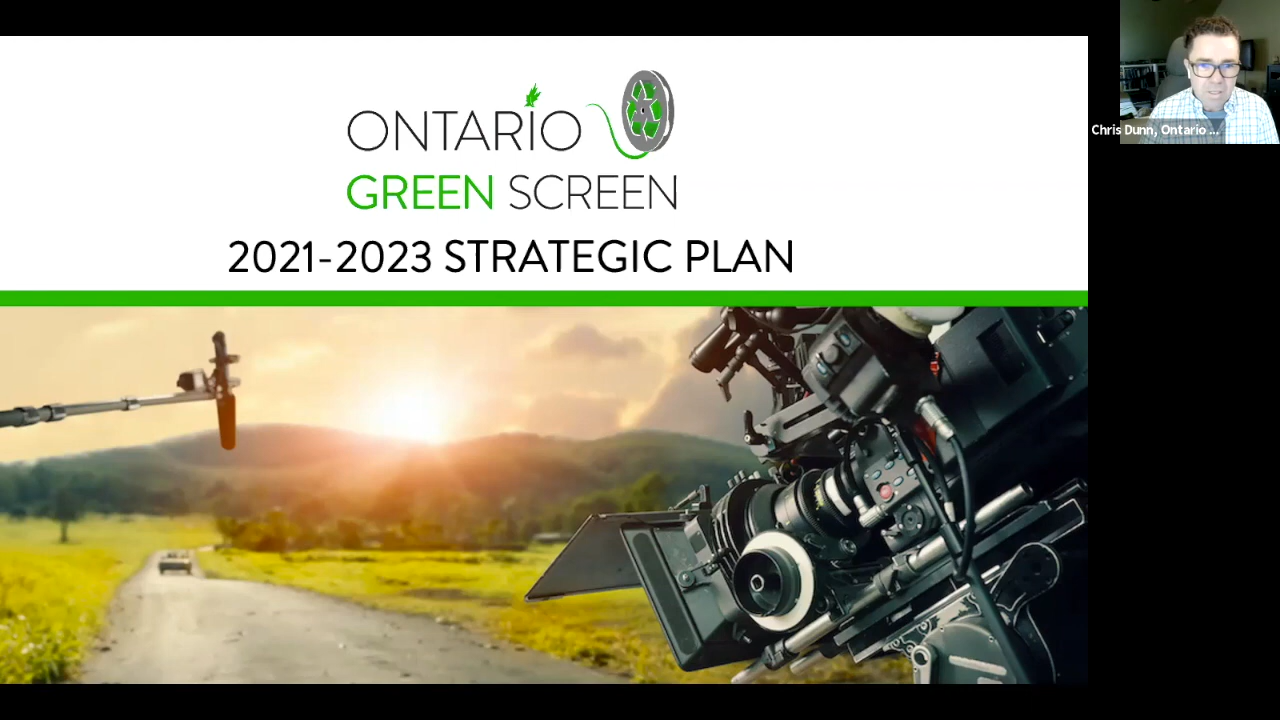 ONTARIO
GREEN SCREEN
2021-2023 STRATEGIC PLAN
Chris Dunn, Ontario ...